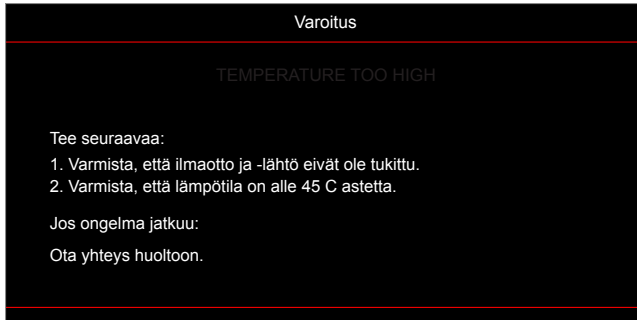 Varoitus
TEMPERATURE TOO HIGH
Tee seuraavaa:
1. Varmista, että ilmaotto ja -lähtö eivät ole tukittu.
2. Varmista, että lämpötila on alle 45 C astetta.
Jos ongelma jatkuu:
Ota yhteys huoltoon.